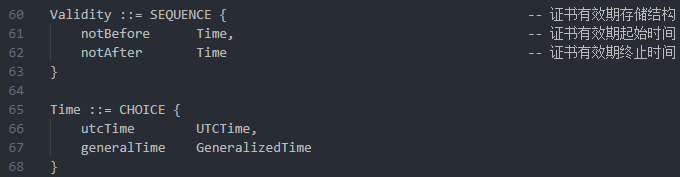 60 Validity ::= SEQUENCE { -- 证书有效期存储结构
61 notBefore Time, -- 证书有效期起始时间
62 notAfter Time -- 证书有效期终止时间
63 }
64
65 Time ::= CHOICE {
66 utcTime UTCTime,
67 generalTime GeneralizedTime
68 }